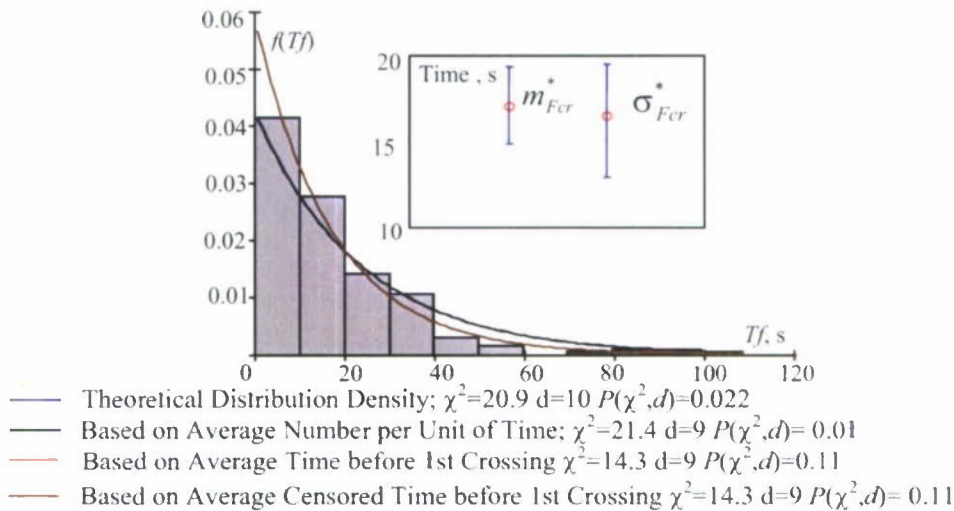 0.06
f(Tf)
0.05
0.04
0.03
0.02
0.01
20
Time , s
m*Fcr
σ*Fcr
15
10
Tf, s
0 20 40 60 80 100 120
Theoretical Distribution Density; χ²=20.9 d=10 P(χ²,d)=0.022
Based on Average Number per Unit of Time; χ²=21.4 d=9 P(χ²,d)= 0.01
Based on Average Time before 1st Crossing χ²=14.3 d=9 P(χ²,d)=0.11
Based on Average Censored Time before 1st Crossing χ²=14.3 d=9 P(χ²,d)= 0.11